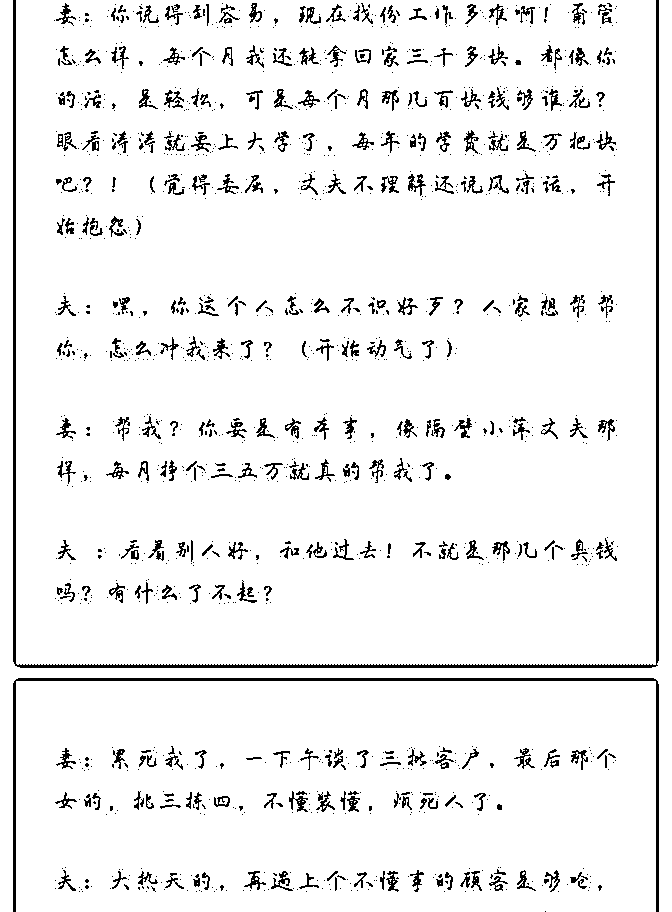 妻：你说得到容易，现在找份工作多难啊！甭管
怎么样，每个月我还能拿回家三千多块。都像你
的活，是轻松，可是每个月那几百块钱够谁花？
眼看涛涛就要上大学了，每年的学费就是万把块
吧？！（觉得委屈，丈夫不理解还说风凉话，开
始抱怨）
夫：嘿，你这个人怎么不识好歹？人家想帮帮
你，怎么冲我来了？（开始动气了）
妻：帮我？你要是有本事，像隔壁小萍丈夫那
样，每月挣个三五万就真的帮我了。
夫：看着别人好，和他过去！不就是那几个臭钱
吗？有什么了不起？
妻：累死我了，一下午谈了三批客户，最后那个
女的，挑三拣四，不懂装懂，烦死人了。
夫：大热天的，再遇上个不懂事的顾客是够呛，